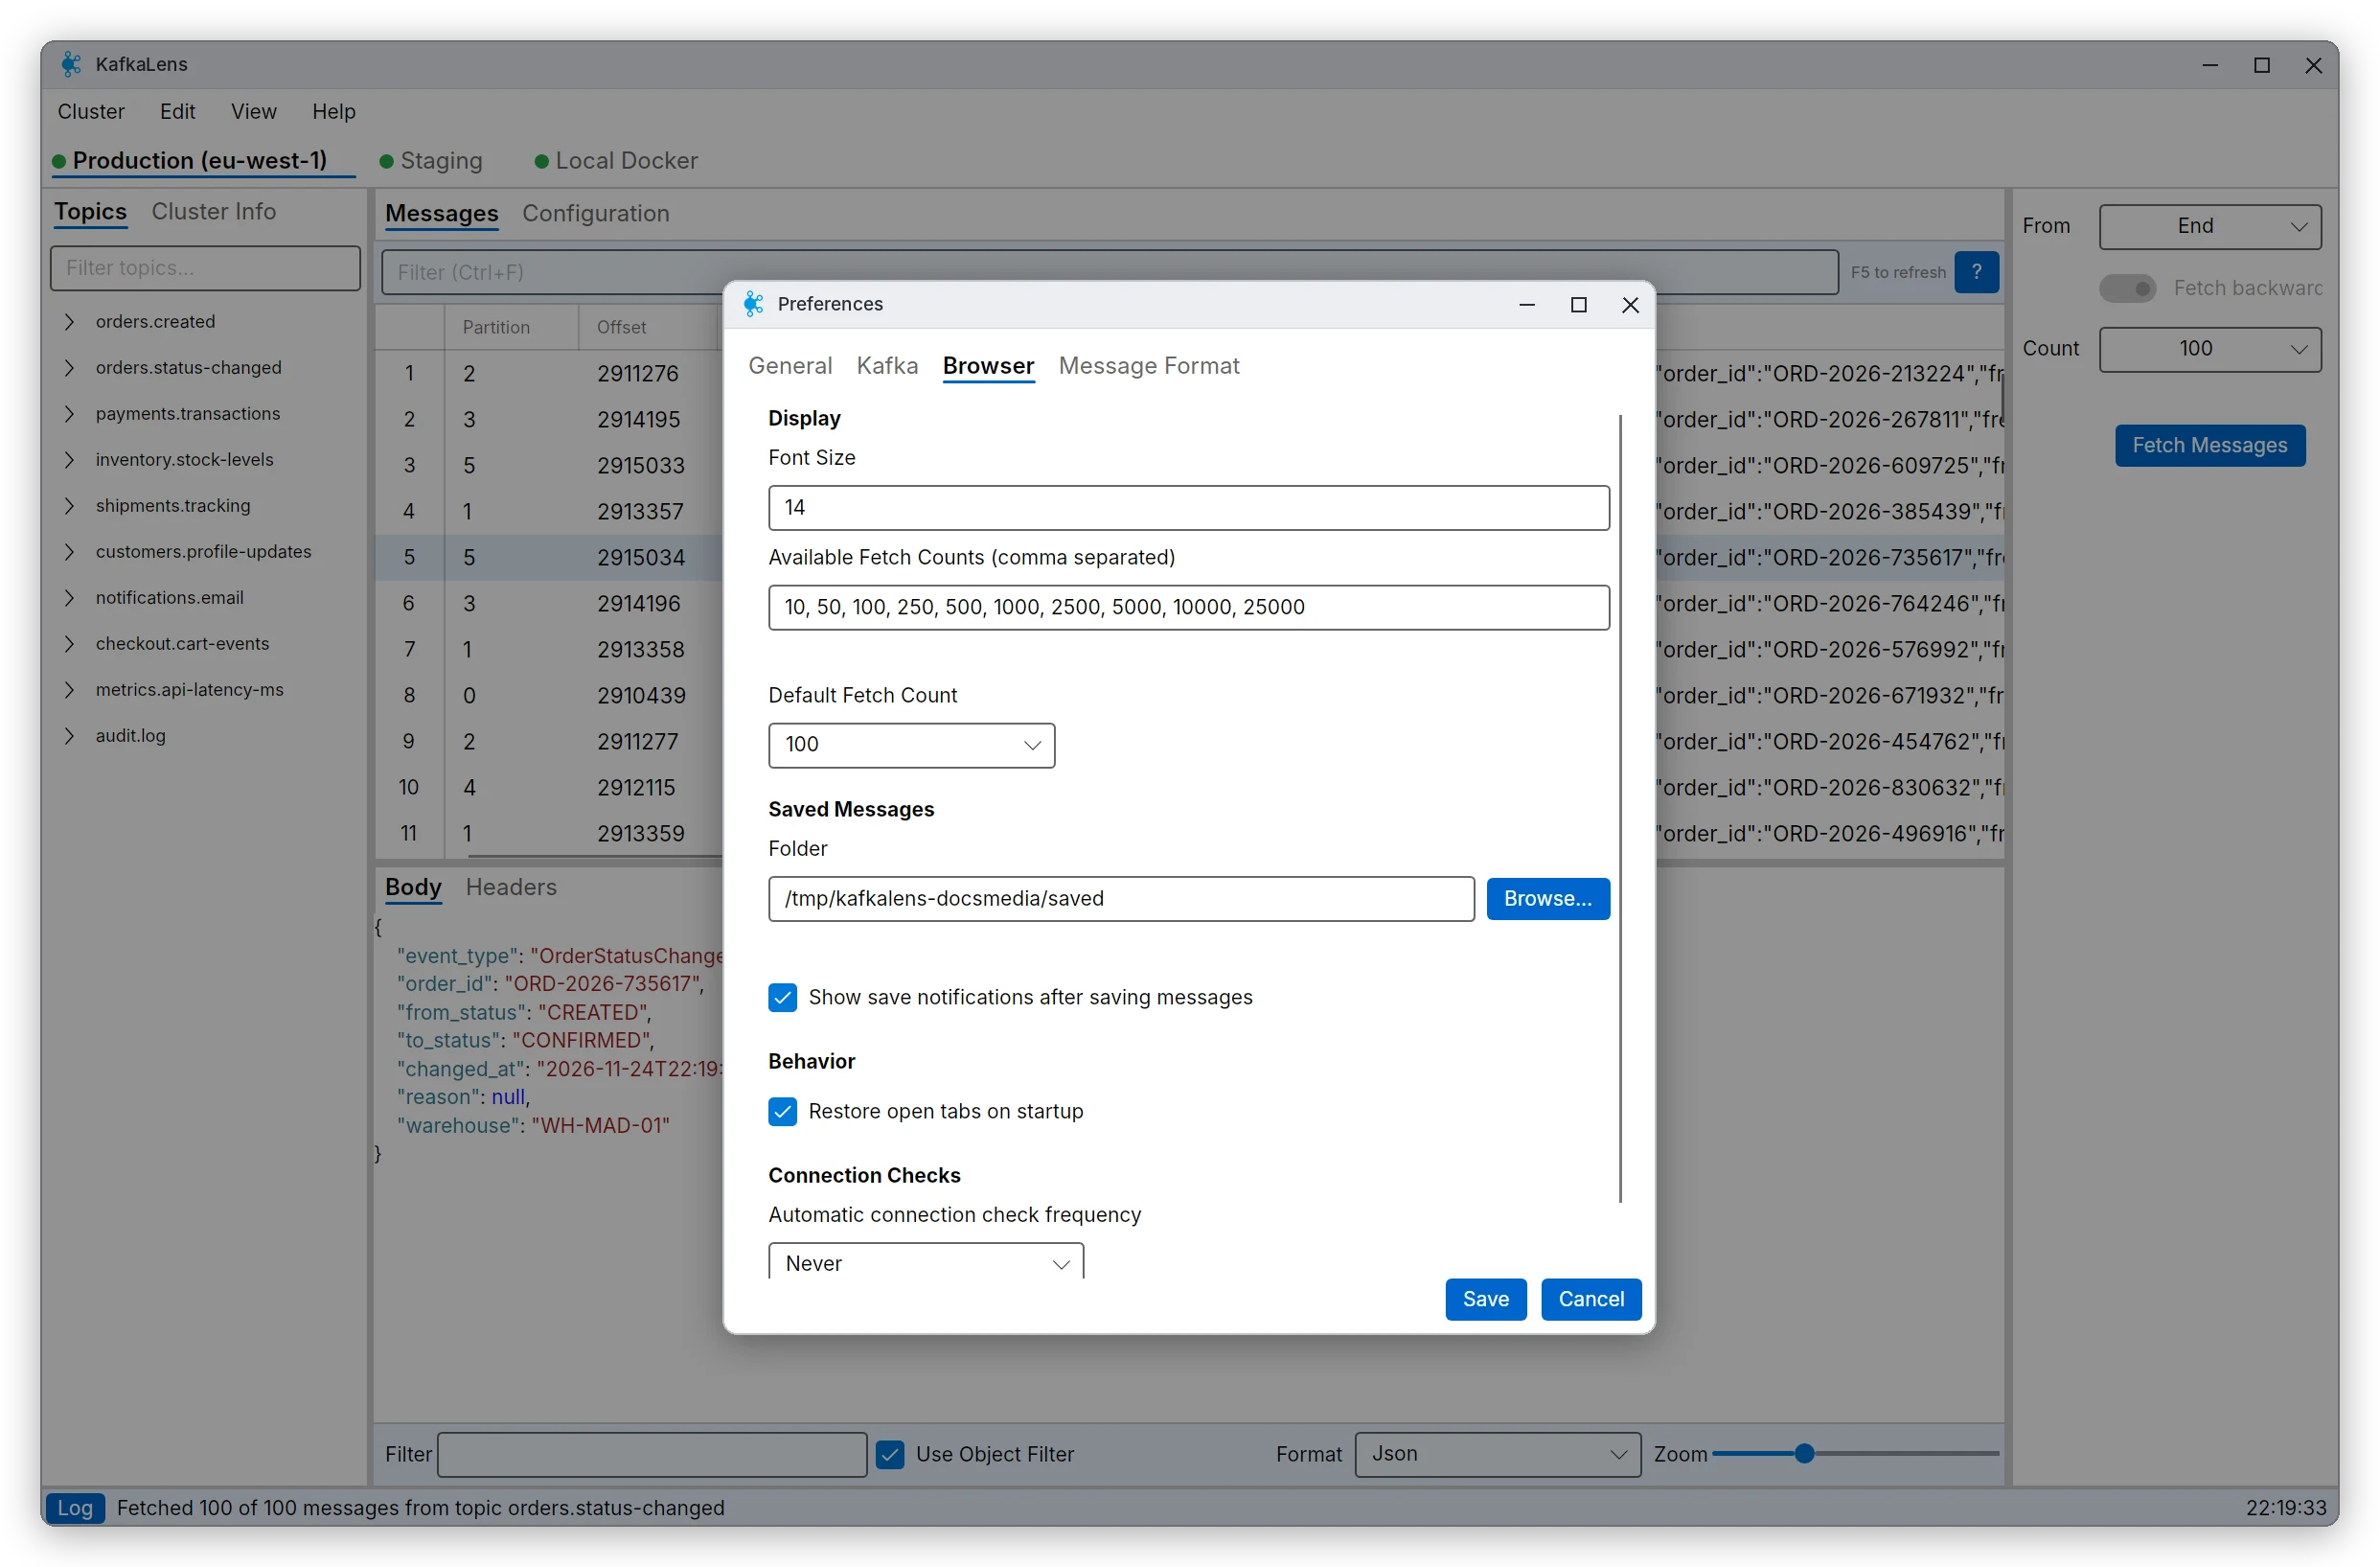 KafkaLens
Cluster Edit View Help
Production (eu-west-1) Staging Local Docker
Topics Cluster Info
Filter topics...
orders.created
orders.status-changed
payments.transactions
inventory.stock-levels
shipments.tracking
customers.profile-updates
notifications.email
checkout.cart-events
metrics.api-latency-ms
audit.log
Messages Configuration
Filter (Ctrl+F) F5 to refresh ?
Partition Offset
1 2 2911276 "order_id":"ORD-2026-213224","fr
2 3 2914195 "order_id":"ORD-2026-267811","fr
3 5 2915033 "order_id":"ORD-2026-609725","fr
4 1 2913357 "order_id":"ORD-2026-385439","fr
5 5 2915034 "order_id":"ORD-2026-735617","fr
6 3 2914196 "order_id":"ORD-2026-764246","fr
7 1 2913358 "order_id":"ORD-2026-576992","fr
8 0 2910439 "order_id":"ORD-2026-671932","fr
9 2 2911277 "order_id":"ORD-2026-454762","fr
10 4 2912115 "order_id":"ORD-2026-830632","fr
11 1 2913359 "order_id":"ORD-2026-496916","fr
Body Headers
{
"event_type": "OrderStatusChange
"order_id": "ORD-2026-735617",
"from_status": "CREATED",
"to_status": "CONFIRMED",
"changed_at": "2026-11-24T22:19:
"reason": null,
"warehouse": "WH-MAD-01"
}
Filter Use Object Filter Format Json Zoom
From End
Fetch backward
Count 100
Fetch Messages
Preferences
General Kafka Browser Message Format
Display
Font Size
14
Available Fetch Counts (comma separated)
10, 50, 100, 250, 500, 1000, 2500, 5000, 10000, 25000
Default Fetch Count
100
Saved Messages
Folder
/tmp/kafkalens-docsmedia/saved Browse...
Show save notifications after saving messages
Behavior
Restore open tabs on startup
Connection Checks
Automatic connection check frequency
Never
Save Cancel
Log Fetched 100 of 100 messages from topic orders.status-changed 22:19:33